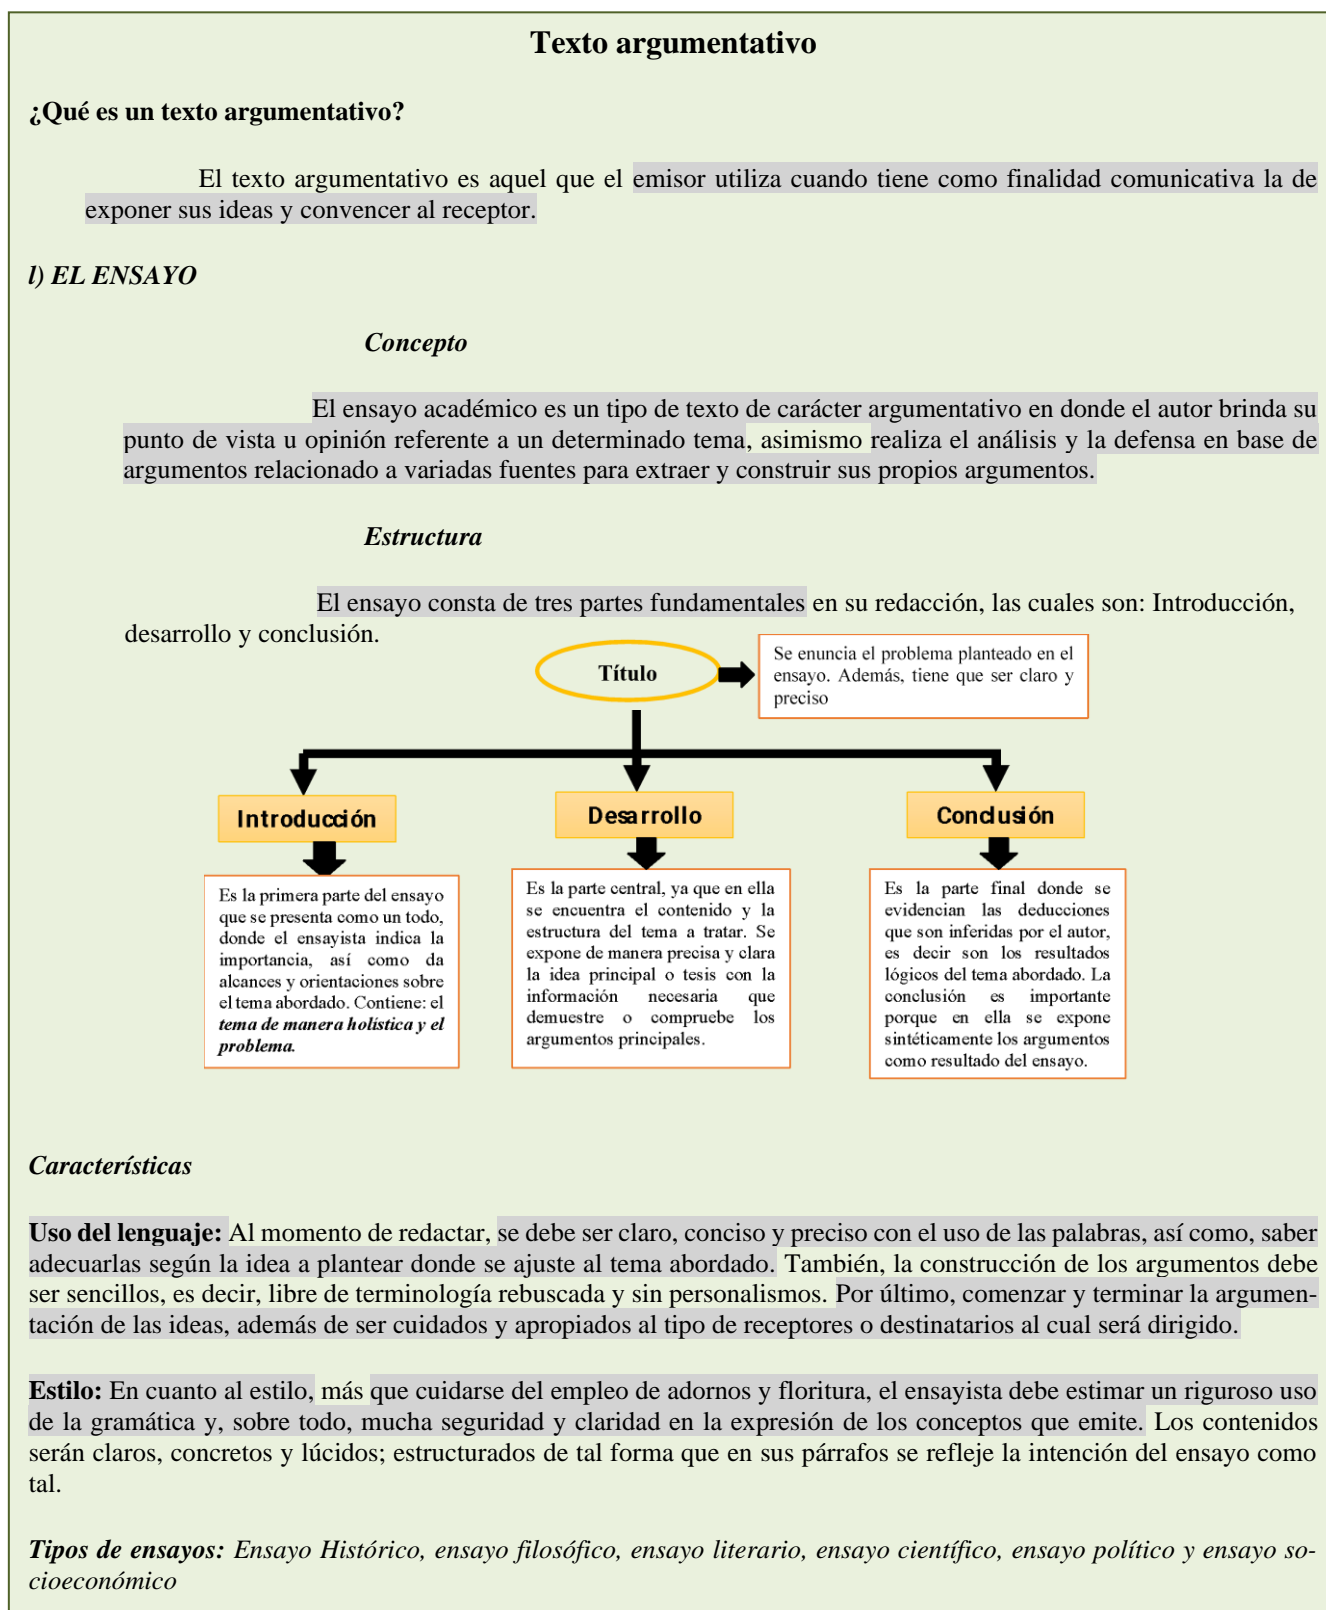 Texto argumentativo
¿Qué es un texto argumentativo?
El texto argumentativo es aquel que el emisor utiliza cuando tiene como finalidad comunicativa la de
exponer sus ideas y convencer al receptor.
l) EL ENSAYO
Concepto
El ensayo académico es un tipo de texto de carácter argumentativo en donde el autor brinda su
punto de vista u opinión referente a un determinado tema, asimismo realiza el análisis y la defensa en base de
argumentos relacionado a variadas fuentes para extraer y construir sus propios argumentos.
Estructura
El ensayo consta de tres partes fundamentales en su redacción, las cuales son: Introducción,
desarrollo y conclusión.
Título
Se enuncia el problema planteado en el
ensayo. Además, tiene que ser claro y
preciso
Introducción
Es la primera parte del ensayo
que se presenta como un todo,
donde el ensayista indica la
importancia, así como da
alcances y orientaciones sobre
el tema abordado. Contiene: el
tema de manera holística y el
problema.
Desarrollo
Es la parte central, ya que en ella
se encuentra el contenido y la
estructura del tema a tratar. Se
expone de manera precisa y clara
la idea principal o tesis con la
información necesaria que
demuestre o compruebe los
argumentos principales.
Conclusión
Es la parte final donde se
evidencian las deducciones
que son inferidas por el autor,
es decir son los resultados
lógicos del tema abordado. La
conclusión es importante
porque en ella se expone
sintéticamente los argumentos
como resultado del ensayo.
Características
Uso del lenguaje: Al momento de redactar, se debe ser claro, conciso y preciso con el uso de las palabras, así como, saber
adecuarlas según la idea a plantear donde se ajuste al tema abordado. También, la construcción de los argumentos debe
ser sencillos, es decir, libre de terminología rebuscada y sin personalismos. Por último, comenzar y terminar la argumen-
tación de las ideas, además de ser cuidados y apropiados al tipo de receptores o destinatarios al cual será dirigido.
Estilo: En cuanto al estilo, más que cuidarse del empleo de adornos y floritura, el ensayista debe estimar un riguroso uso
de la gramática y, sobre todo, mucha seguridad y claridad en la expresión de los conceptos que emite. Los contenidos
serán claros, concretos y lúcidos; estructurados de tal forma que en sus párrafos se refleje la intención del ensayo como
tal.
Tipos de ensayos: Ensayo Histórico, ensayo filosófico, ensayo literario, ensayo científico, ensayo político y ensayo so-
cioeconómico